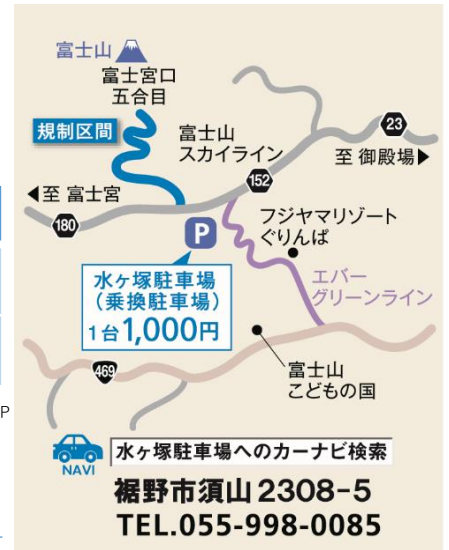 富士山
富士宮口
五合目
規制区間
富士山
スカイライン
23
至 御殿場▶
152
◀至 富士宮
180
P
フジヤマリゾート
ぐりんぱ
水ヶ塚駐車場
(乗換駐車場)
1台1,000円
エバー
グリーンライン
469
富士山
こどもの国
P
NAVI
水ヶ塚駐車場へのカーナビ検索
裾野市須山2308-5
TEL.055-998-0085